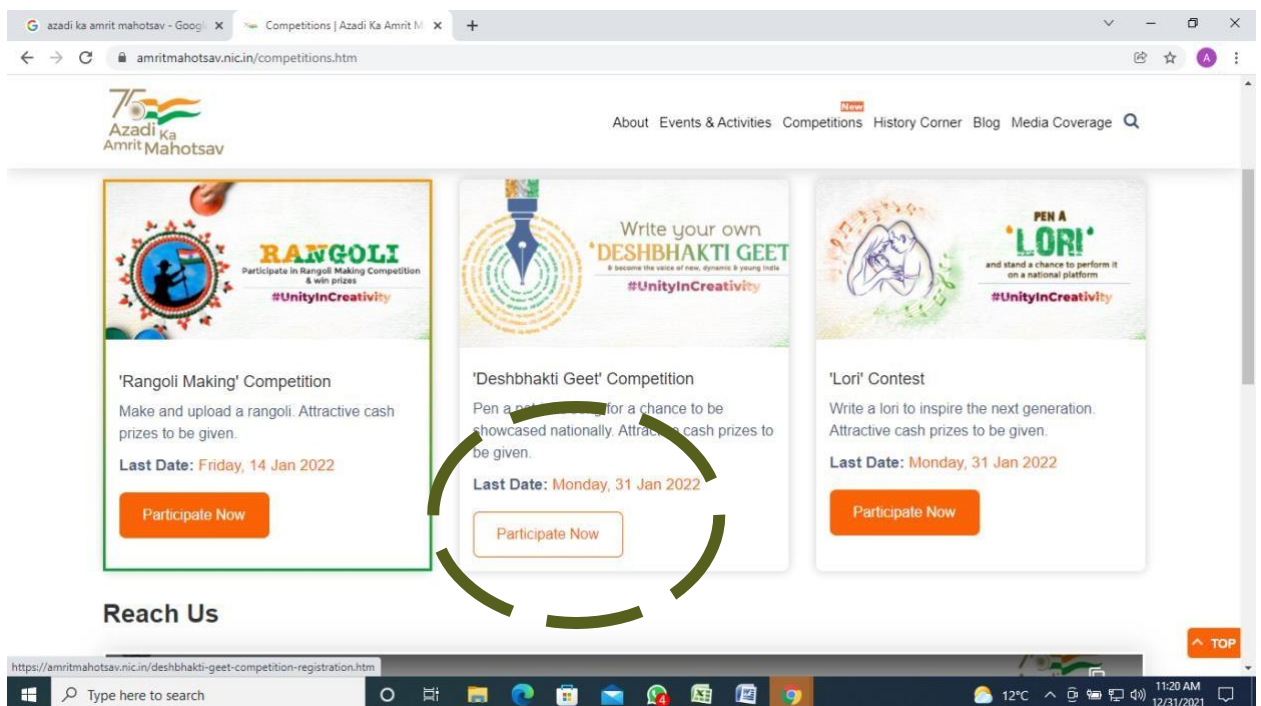 azadi ka amrit mahotsav - Googl
Competitions | Azadi Ka Amrit M
amritmahotsav.nic.in/competitions.htm
A
75
Azadi Ka
Amrit Mahotsav
New
About Events & Activities Competitions History Corner Blog Media Coverage
RANGOLI
Participate in Rangoli Making Competition
& win prizes
#UnityInCreativity
'Rangoli Making' Competition
Make and upload a rangoli. Attractive cash
prizes to be given.
Last Date: Friday, 14 Jan 2022
Participate Now
Write your own
'DESHBHAKTI GEET'
& become the voice of new, dynamic & young India
#UnityInCreativity
'Deshbhakti Geet' Competition
Pen a for a chance to be
showcased nationally. Attractive cash prizes to
be given.
Last Date: Monday, 31 Jan 2022
Participate Now
PEN A
'LORI'
and stand a chance to perform it
on a national platform
#UnityInCreativity
'Lori' Contest
Write a lori to inspire the next generation.
Attractive cash prizes to be given.
Last Date: Monday, 31 Jan 2022
Participate Now
Reach Us
TOP
https://amritmahotsav.nic.in/deshbhakti-geet-competition-registration.htm
Type here to search
12°C
11:20 AM
12/31/2021